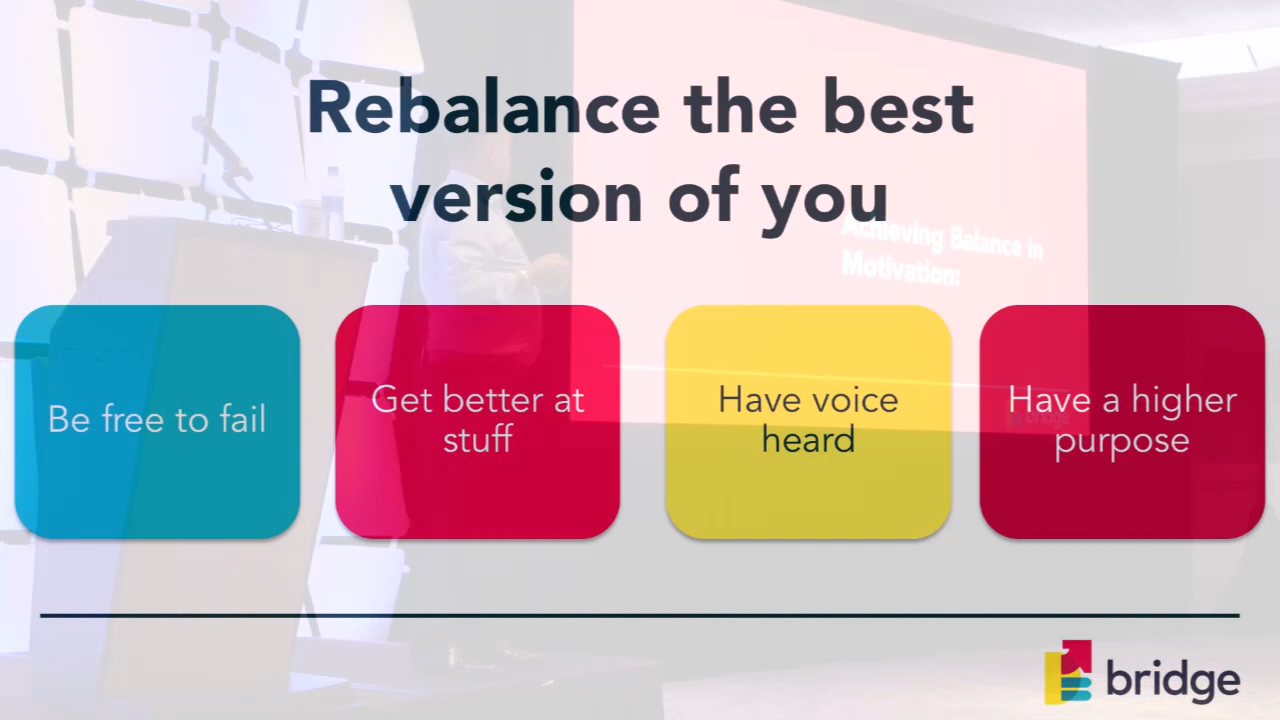 Rebalance the best
version of you
Achieving Balance in
Motivation:
Be free to fail
Get better at
stuff
Have voice
heard
Have a higher
purpose
bridge